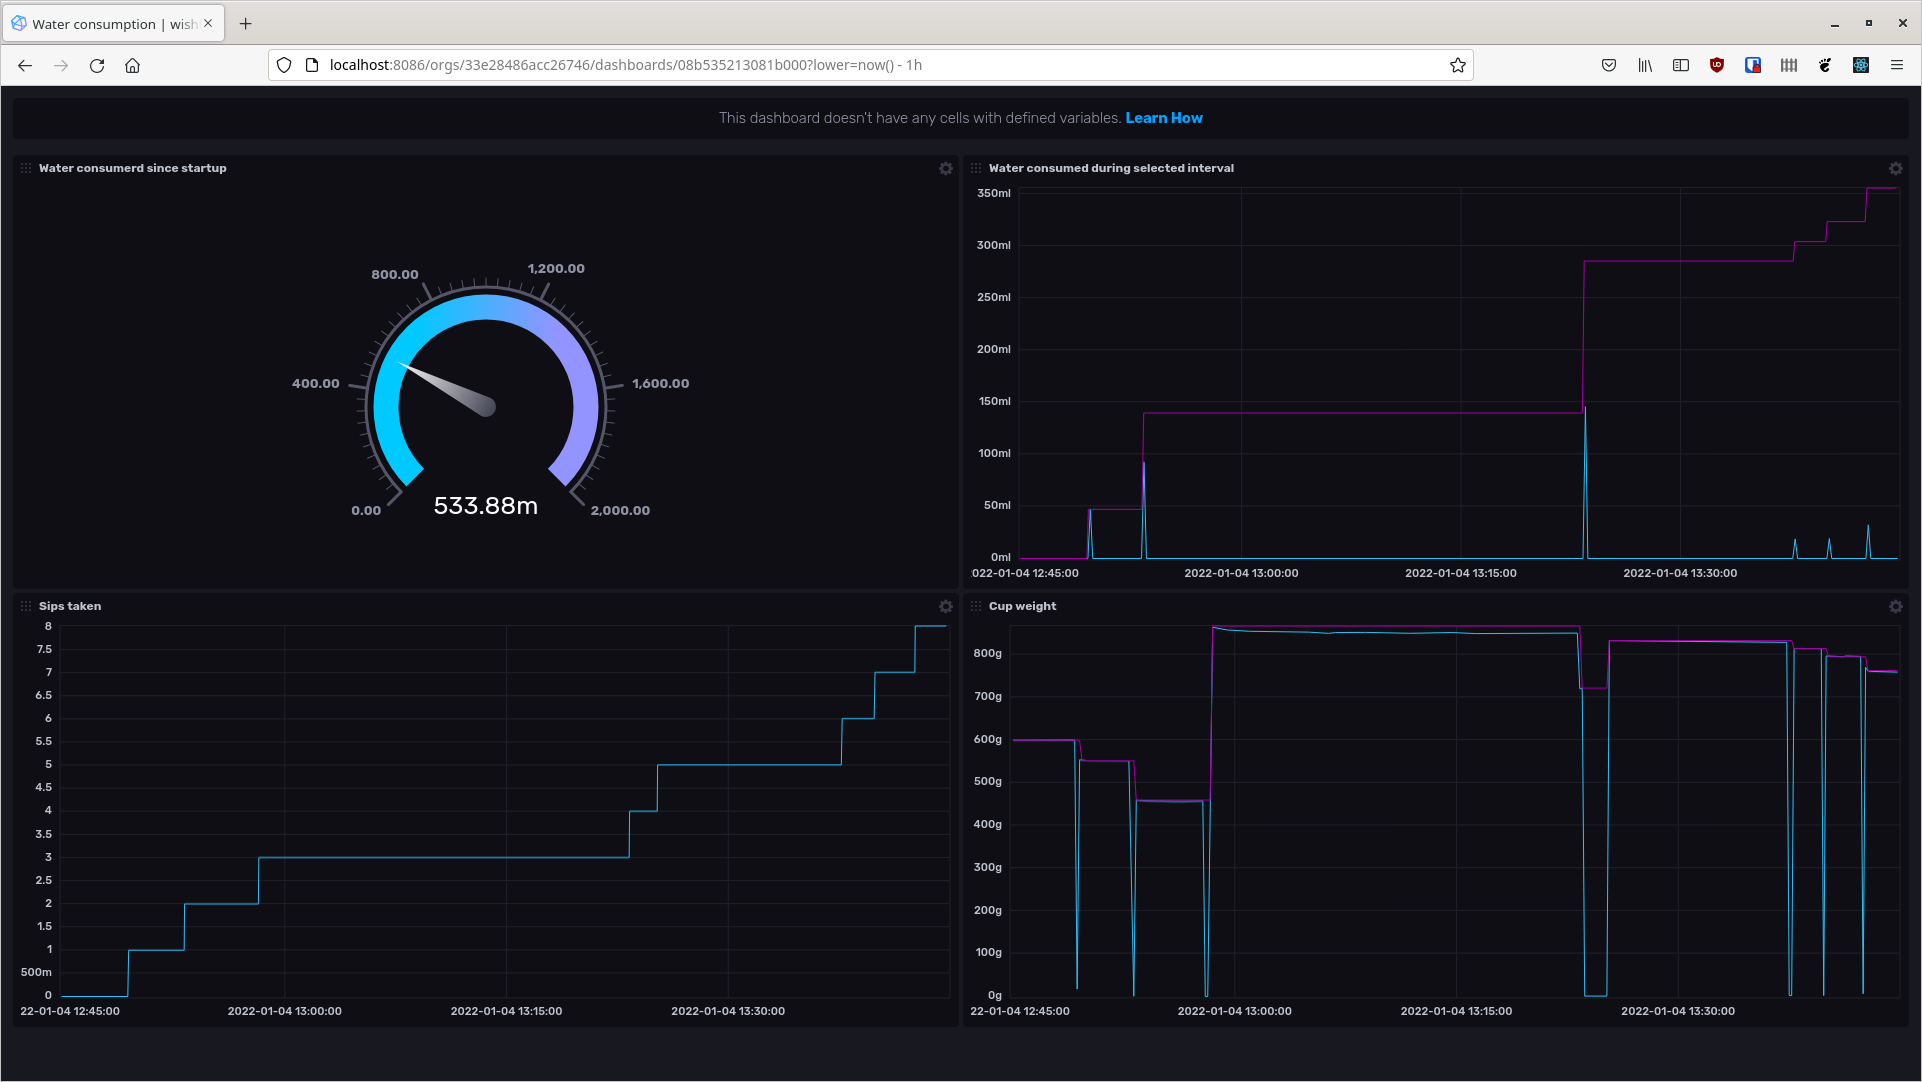 Water consumption | wish
localhost:8086/orgs/33e28486acc26746/dashboards/08b535213081b000?lower=now() - 1h
This dashboard doesn't have any cells with defined variables. Learn How
Water consumerd since startup
800.00
1,200.00
400.00
1,600.00
0.00
533.88m
2,000.00
Water consumed during selected interval
350ml
300ml
250ml
200ml
150ml
100ml
50ml
0ml
2022-01-04 12:45:00 2022-01-04 13:00:00 2022-01-04 13:15:00 2022-01-04 13:30:00
Sips taken
8
7.5
7
6.5
6
5.5
5
4.5
4
3.5
3
2.5
2
1.5
1
500m
0
22-01-04 12:45:00 2022-01-04 13:00:00 2022-01-04 13:15:00 2022-01-04 13:30:00
Cup weight
800g
700g
600g
500g
400g
300g
200g
100g
0g
22-01-04 12:45:00 2022-01-04 13:00:00 2022-01-04 13:15:00 2022-01-04 13:30:00